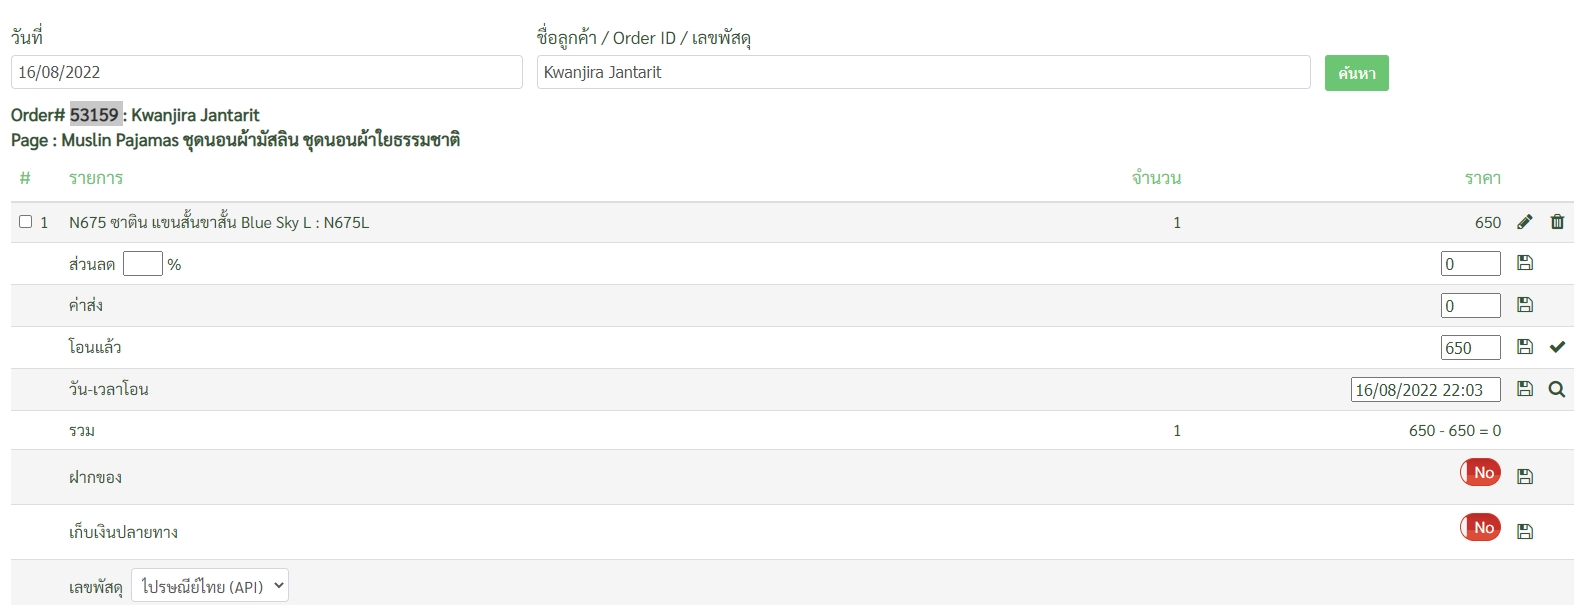 วันที่ ชื่อลูกค้า / Order ID / เลขพัสดุ
16/08/2022 Kwanjira Jantarit ค้นหา
Order# 53159 : Kwanjira Jantarit
Page : Muslin Pajamas ชุดนอนผ้ามัสลิน ชุดนอนผ้าใยธรรมชาติ
# รายการ จำนวน ราคา
1 N675 ซาติน แขนสั้นขาสั้น Blue Sky L : N675L 1 650
ส่วนลด % 0
ค่าส่ง 0
โอนแล้ว 650
วัน-เวลาโอน 16/08/2022 22:03
รวม 1 650 - 650 = 0
ฝากของ No
เก็บเงินปลายทาง No
เลขพัสดุ ไปรษณีย์ไทย (API)